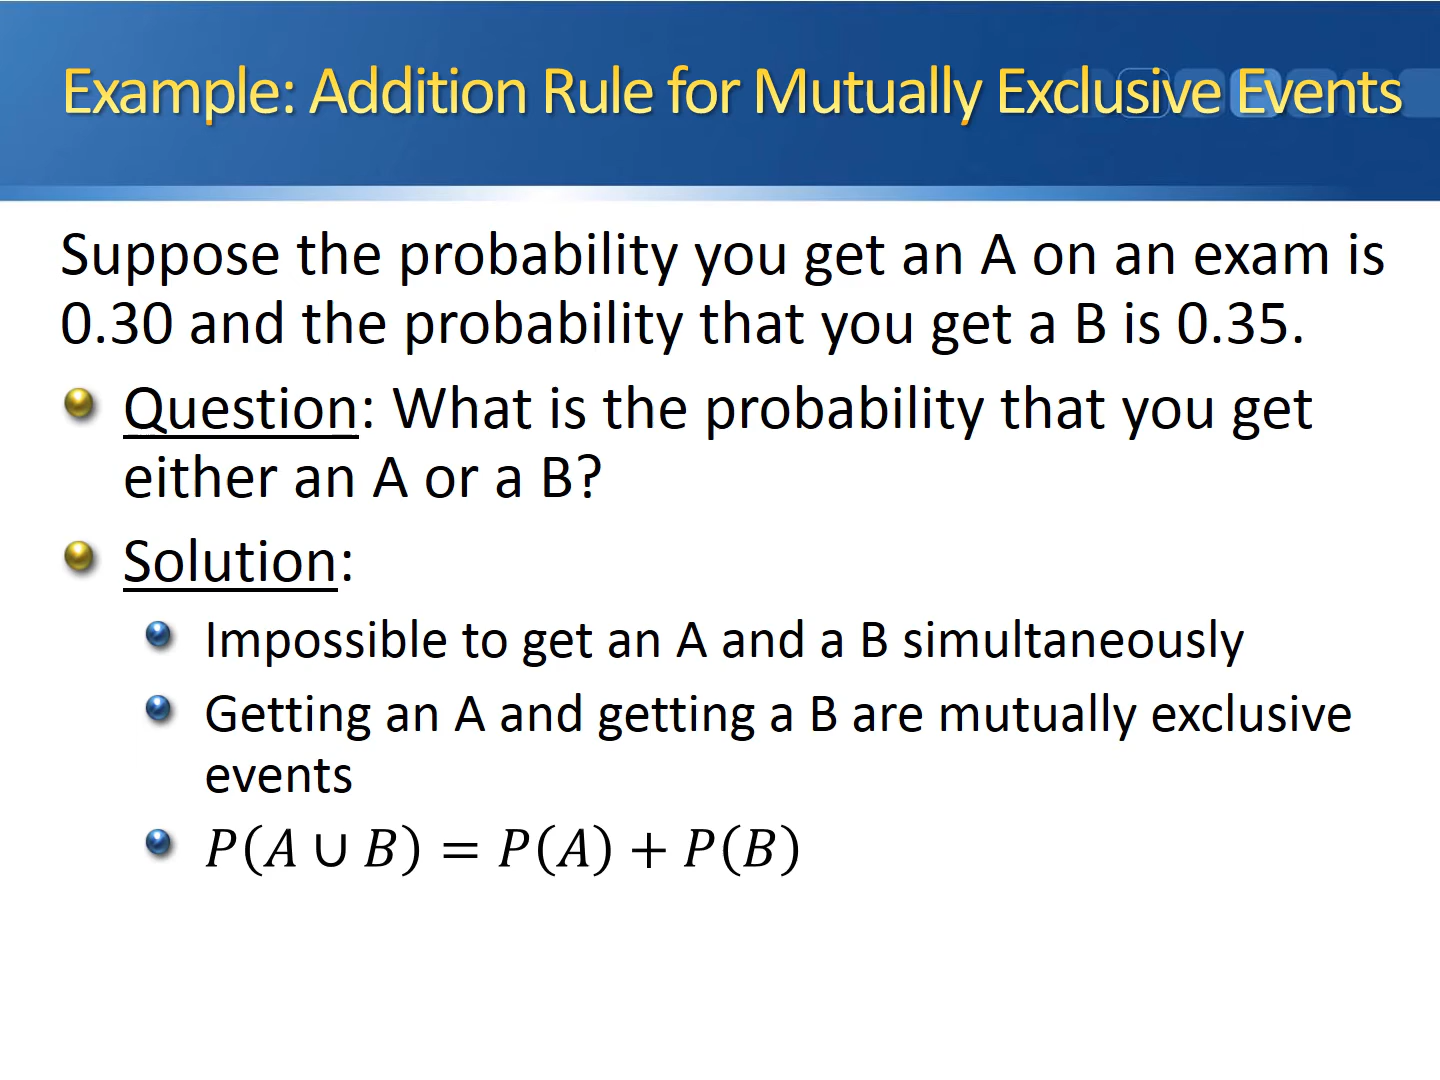 Example: Addition Rule for Mutually Exclusive Events
Suppose the probability you get an A on an exam is
0.30 and the probability that you get a B is 0.35.
Question: What is the probability that you get
either an A or a B?
Solution:
Impossible to get an A and a B simultaneously
Getting an A and getting a B are mutually exclusive
events
P(A ∪ B) = P(A) + P(B)